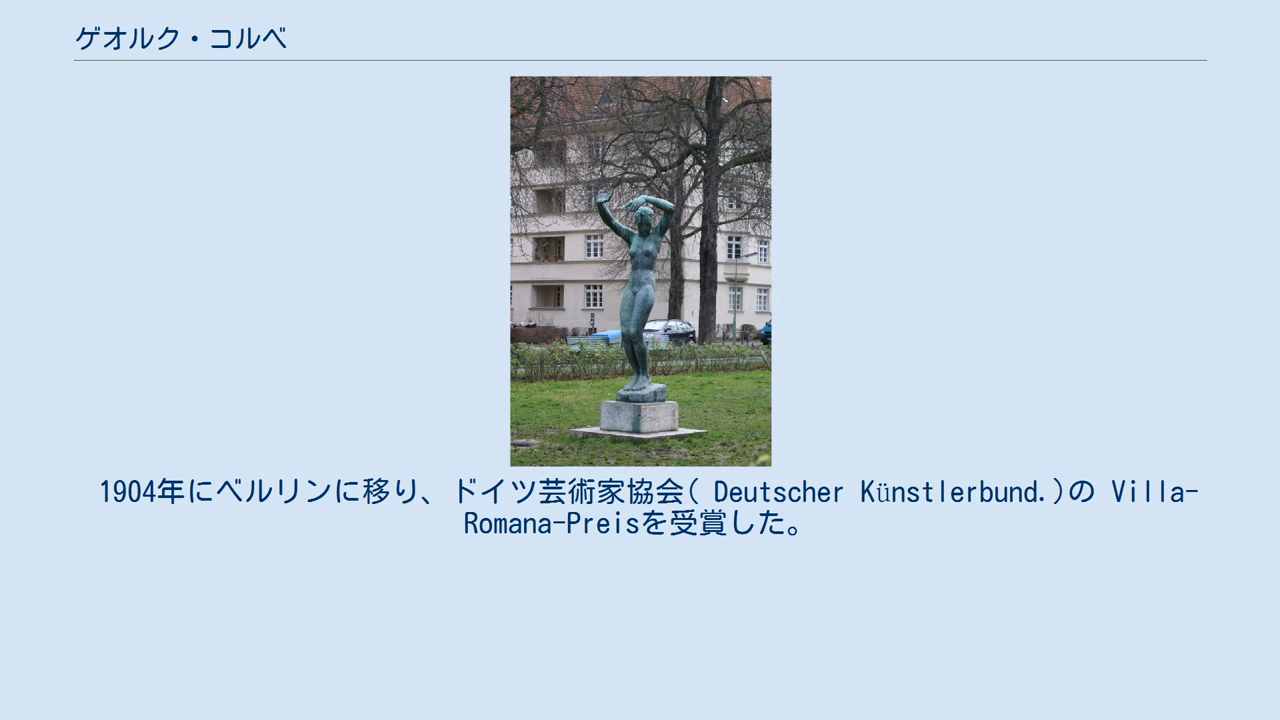 ゲオルク・コルベ
1904年にベルリンに移り、ドイツ芸術家協会( Deutscher Künstlerbund.)の Villa-
Romana-Preisを受賞した。